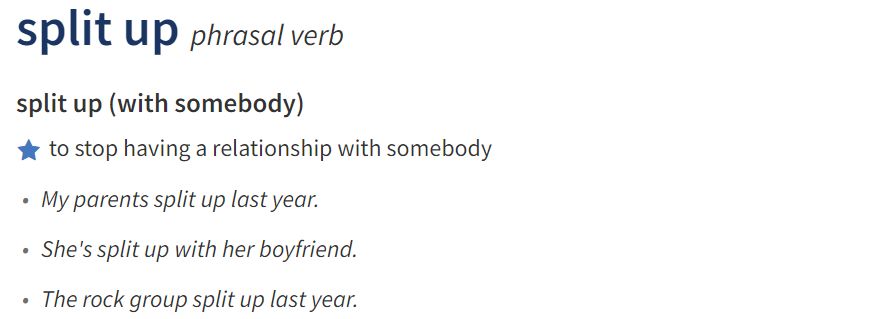 split up phrasal verb
split up (with somebody)
★ to stop having a relationship with somebody
• My parents split up last year.
• She's split up with her boyfriend.
• The rock group split up last year.